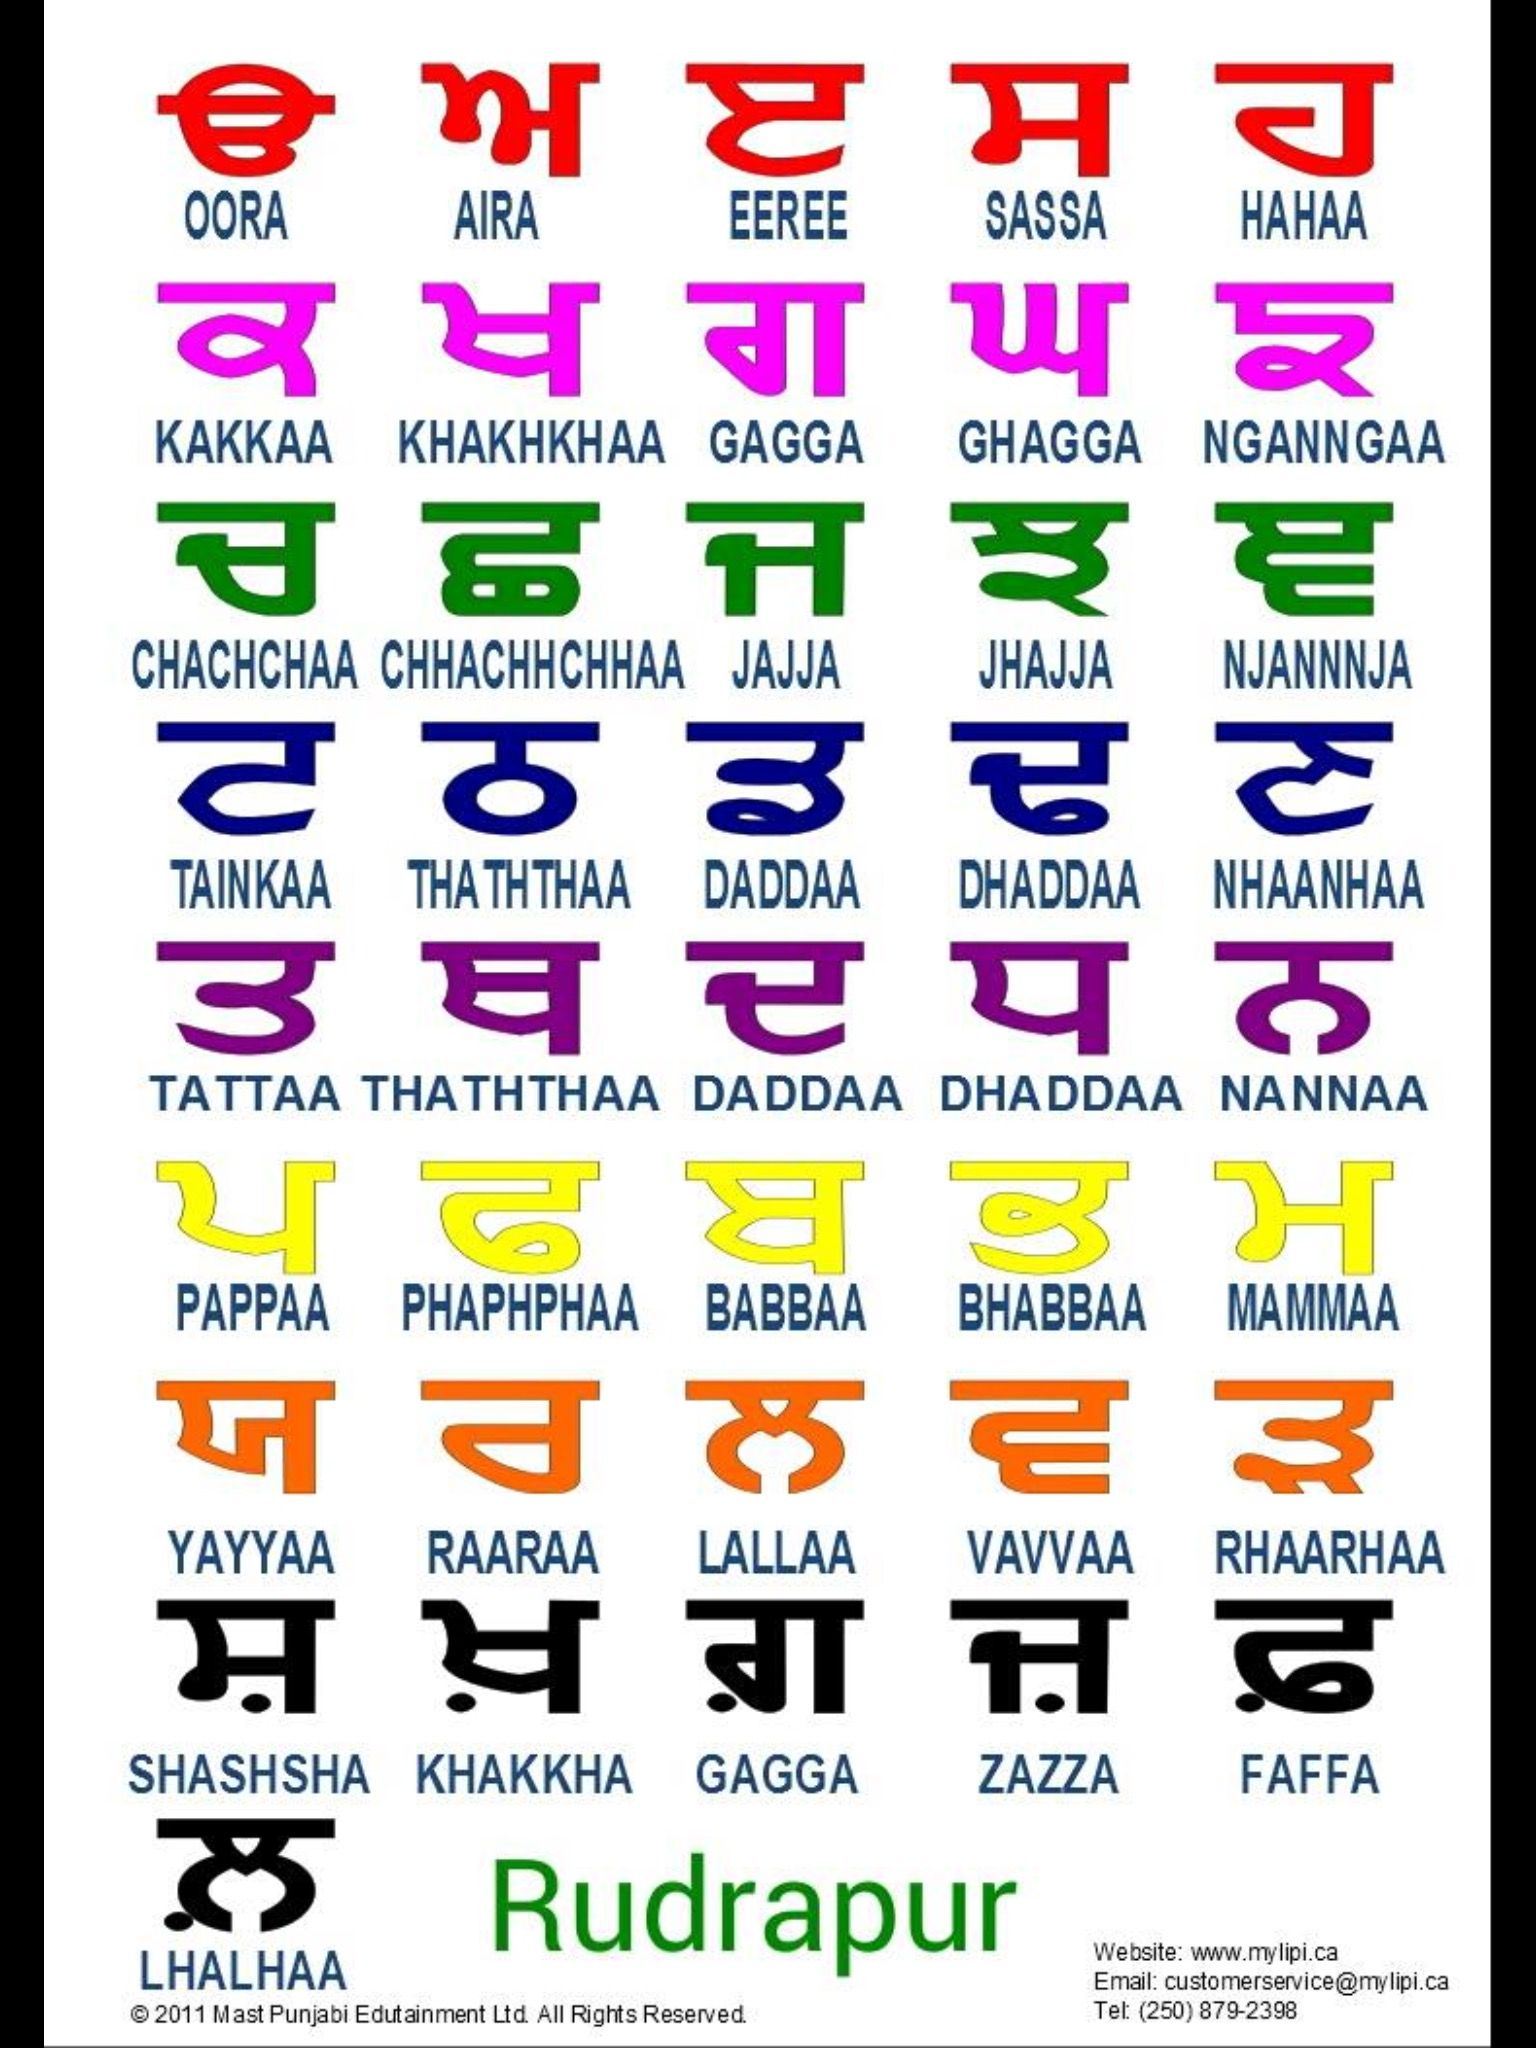 ੳ ਅ ੲ ਸ ਹ
OORA AIRA EEREE SASSA HAHAA
ਕ ਖ ਗ ਘ ਙ
KAKKAA KHAKHKHAA GAGGA GHAGGA NGANNGAA
ਚ ਛ ਜ ਝ ਞ
CHACHCHAA CHHACHHCHHAA JAJJA JHAJJA NJANNNJA
ਟ ਠ ਡ ਢ ਣ
TAINKAA THATHTHAA DADDAA DHADDAA NHAANHAA
ਤ ਥ ਦ ਧ ਨ
TATTAA THATHTHAA DADDAA DHADDAA NANNAA
ਪ ਫ ਬ ਭ ਮ
PAPPAA PHAPHPHAA BABBAA BHABBAA MAMMAA
ਯ ਰ ਲ ਵ ੜ
YAYYAA RAARAA LALLAA VAVVAA RHAARHAA
ਸ਼ ਖ਼ ਗ਼ ਜ਼ ਫ਼
SHASHSHA KHAKKHA GAGGA ZAZZA FAFFA
ਲ਼
LHALHAA
Rudrapur
Website: www.mylipi.ca
Email: customerservice@mylipi.ca
Tel: (250) 879-2398
© 2011 Mast Punjabi Edutainment Ltd. All Rights Reserved.